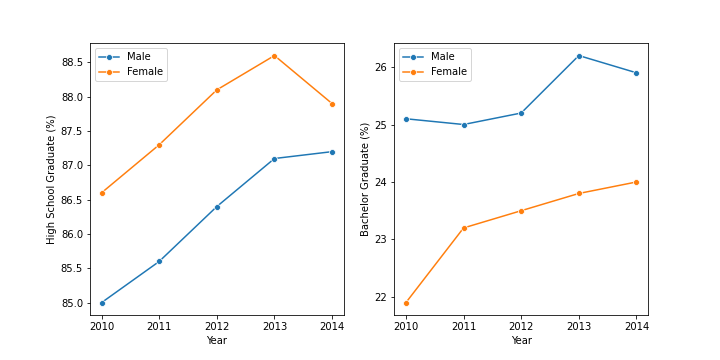 Male
Female
High School Graduate (%)
88.5
88.0
87.5
87.0
86.5
86.0
85.5
85.0
2010 2011 2012 2013 2014
Year
Male
Female
Bachelor Graduate (%)
26
25
24
23
22
2010 2011 2012 2013 2014
Year